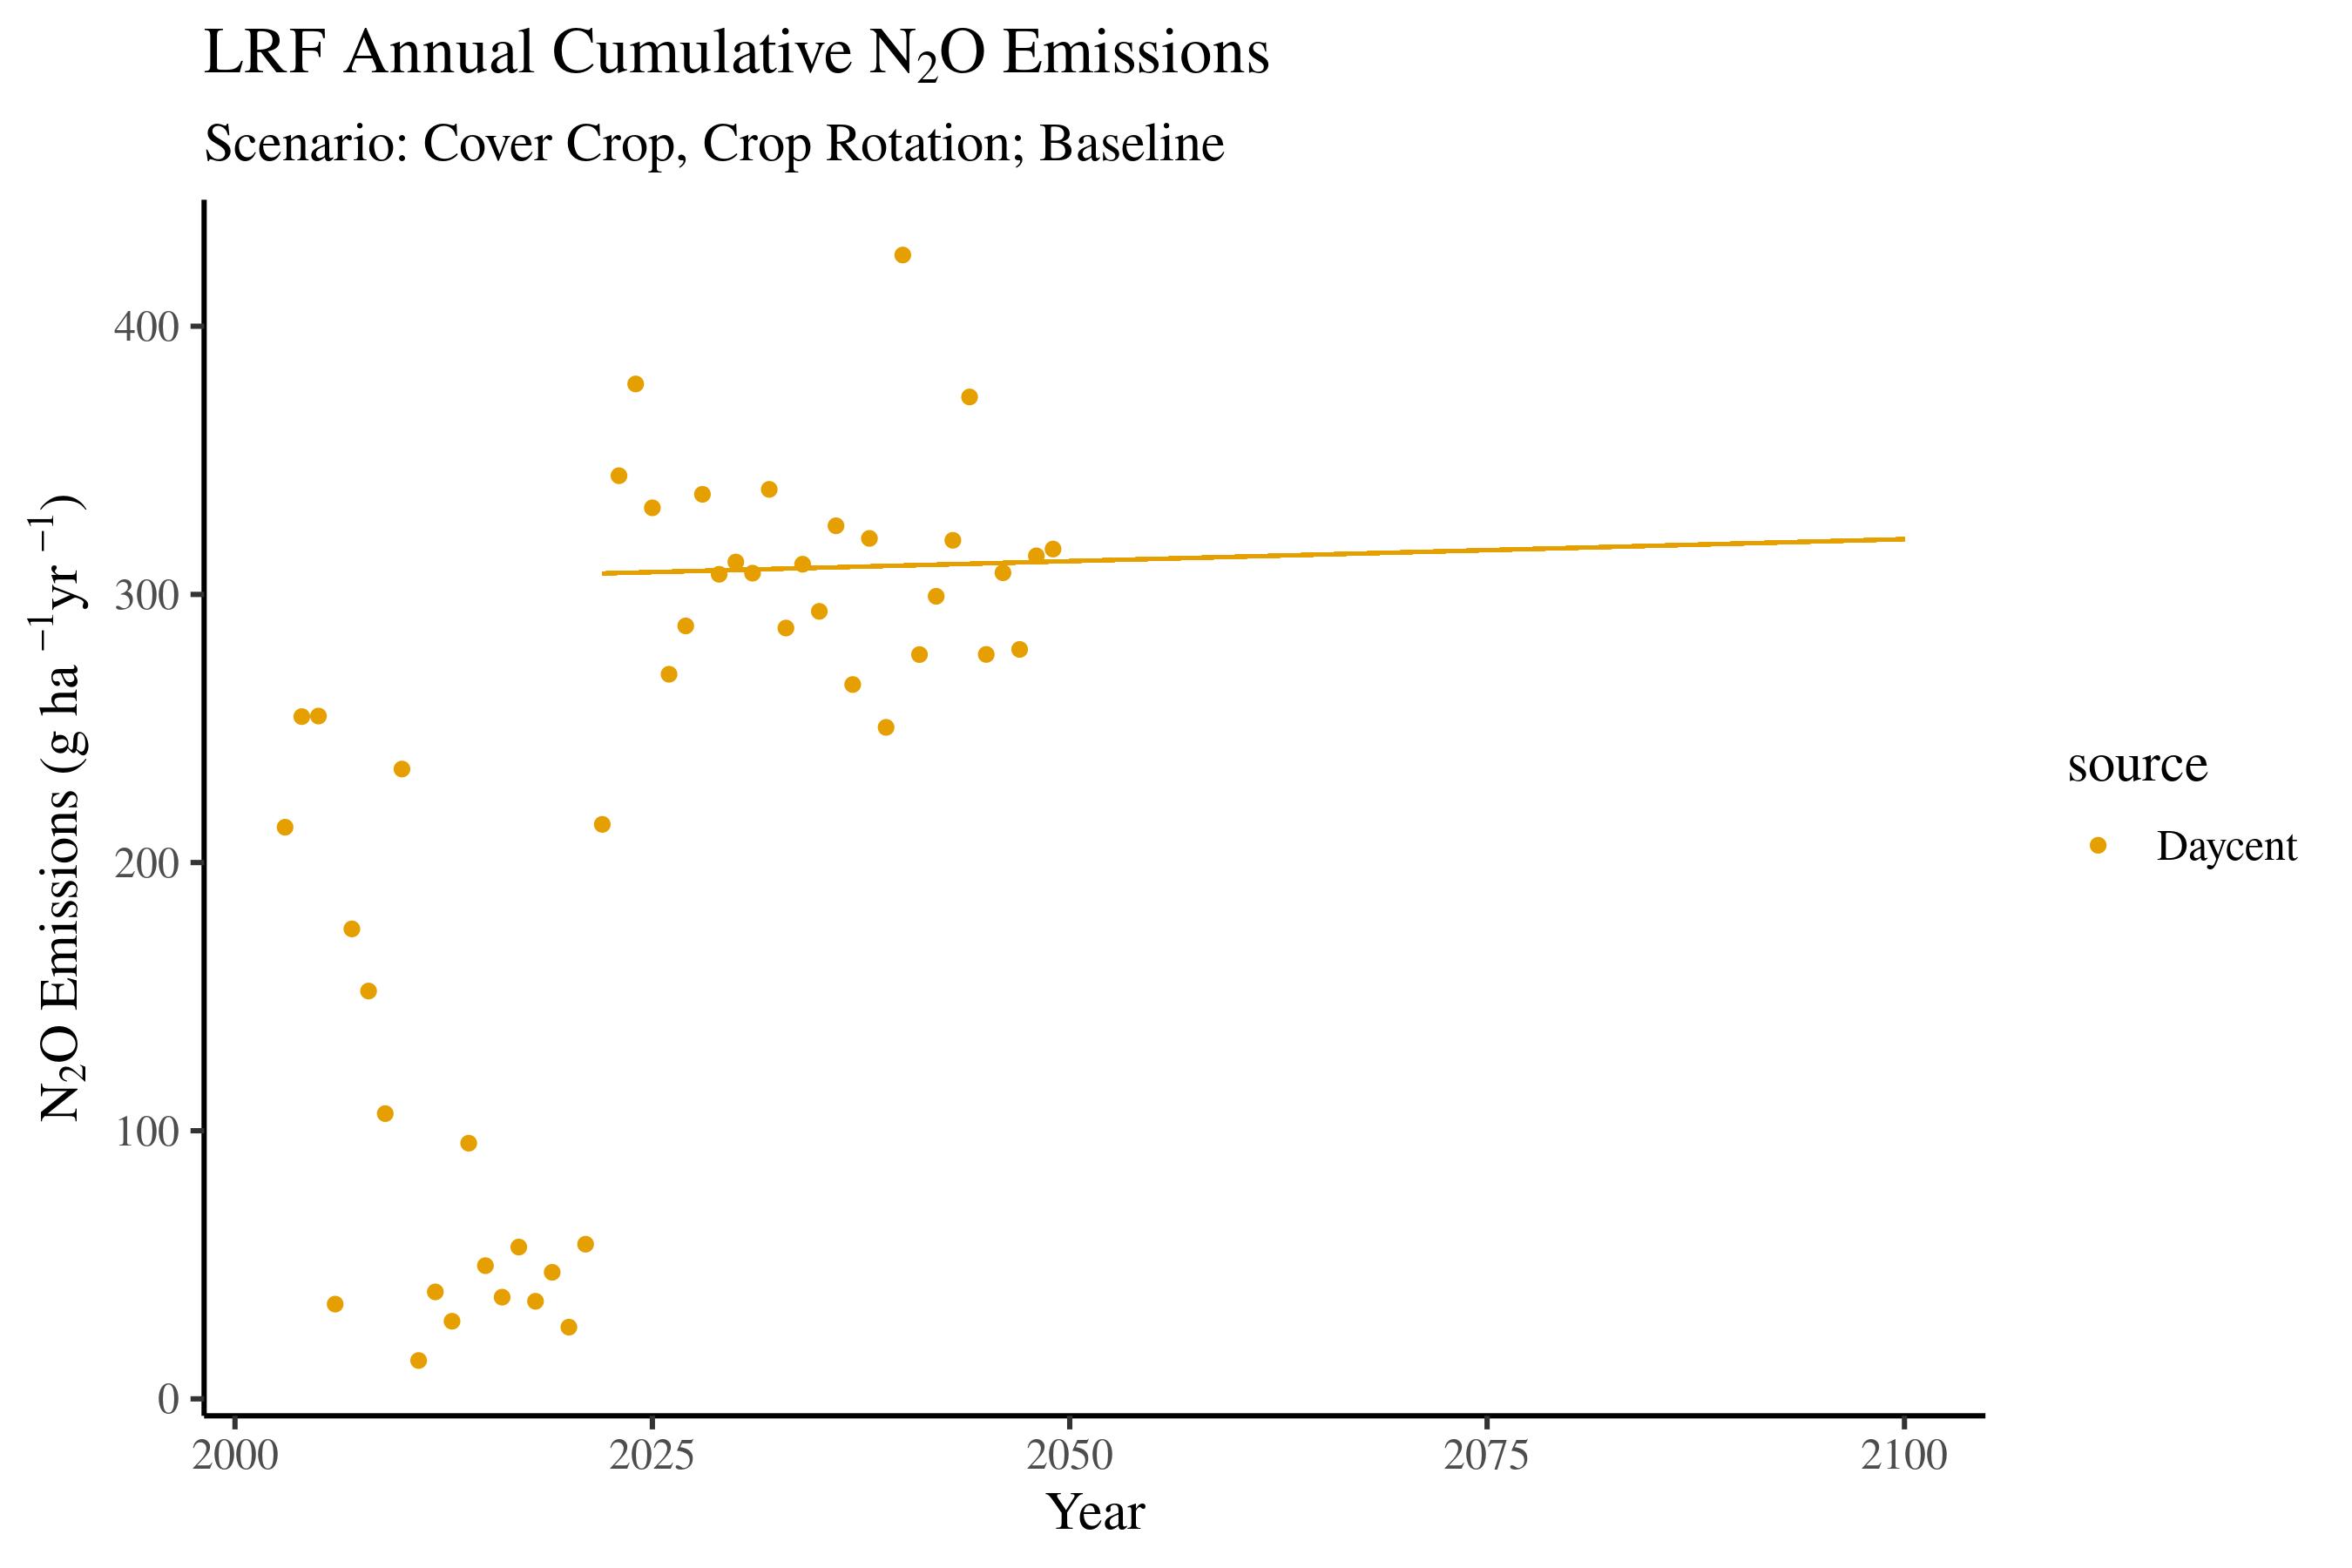 LRF Annual Cumulative N₂O Emissions
Scenario: Cover Crop, Crop Rotation; Baseline
N₂O Emissions (g ha⁻¹yr⁻¹)
400
300
200
100
0
2000 2025 2050 2075 2100
Year
source
Daycent